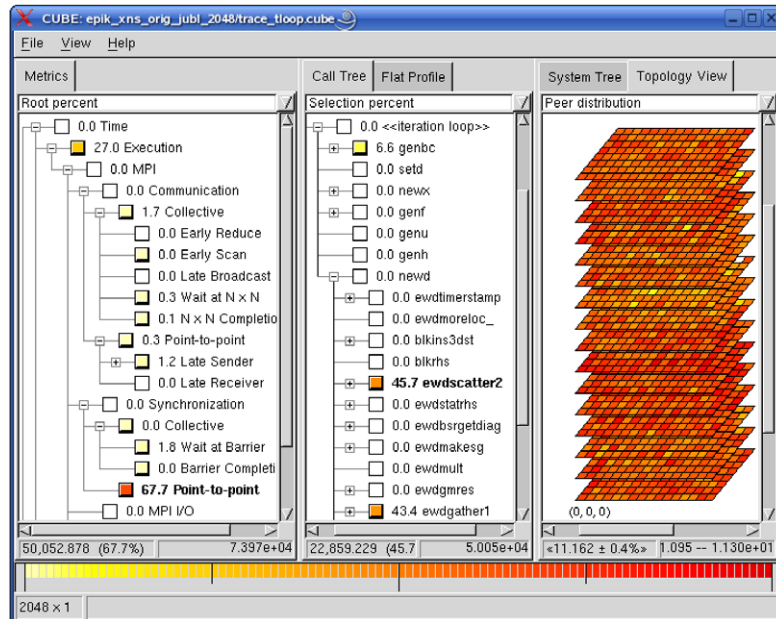 CUBE: epik_xns_orig_jubl_2048/trace_tloop.cube
File View Help
Metrics
Call Tree Flat Profile
System Tree Topology View
Root percent
Selection percent
Peer distribution
0.0 Time
27.0 Execution
0.0 MPI
0.0 Communication
1.7 Collective
0.0 Early Reduce
0.0 Early Scan
0.0 Late Broadcast
0.3 Wait at N x N
0.1 N x N Completio
0.3 Point-to-point
1.2 Late Sender
0.0 Late Receiver
0.0 Synchronization
0.0 Collective
1.8 Wait at Barrier
0.0 Barrier Completi
67.7 Point-to-point
0.0 MPI I/O
0.0 <<iteration loop>>
6.6 genbc
0.0 setd
0.0 newx
0.0 genf
0.0 genu
0.0 genh
0.0 newd
0.0 ewdtimerstamp
0.0 ewdmoreloc_
0.0 blkins3dst
0.0 blkrhs
45.7 ewdscatter2
0.0 ewdstatrhs
0.0 ewdbsrgetdiag
0.0 ewdmakesg
0.0 ewdmult
0.0 ewdgmres
43.4 ewdgather1
(0, 0, 0)
50,052.878 (67.7%) 7.397e+04
22,859.229 (45.7 5.005e+04
«11.162 ± 0.4%» 1.095 -- 1.130e+01
2048 x 1